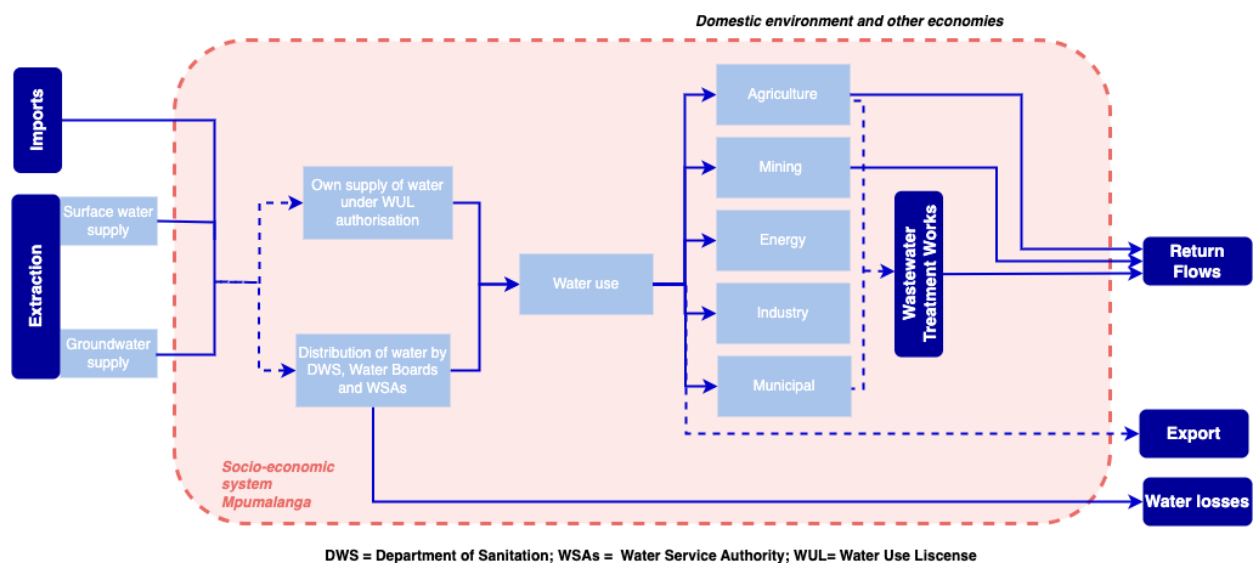 Domestic environment and other economies
Imports
Extraction
Surface water
supply
Groundwater
supply
Own supply of water
under WUL
authorisation
Distribution of water by
DWS, Water Boards
and WSAs
Water use
Agriculture
Mining
Energy
Industry
Municipal
Wastewater
Treatment Works
Return
Flows
Export
Water losses
Socio-economic
system
Mpumalanga
DWS = Department of Sanitation; WSAs = Water Service Authority; WUL= Water Use Liscense